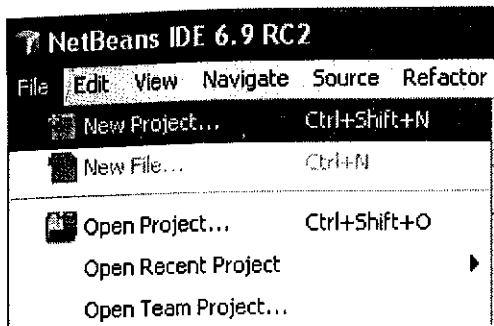 NetBeans IDE 6.9 RC2
File Edit View Navigate Source Refactor
New Project... Ctrl+Shift+N
New File... Ctrl+N
Open Project... Ctrl+Shift+O
Open Recent Project
Open Team Project...